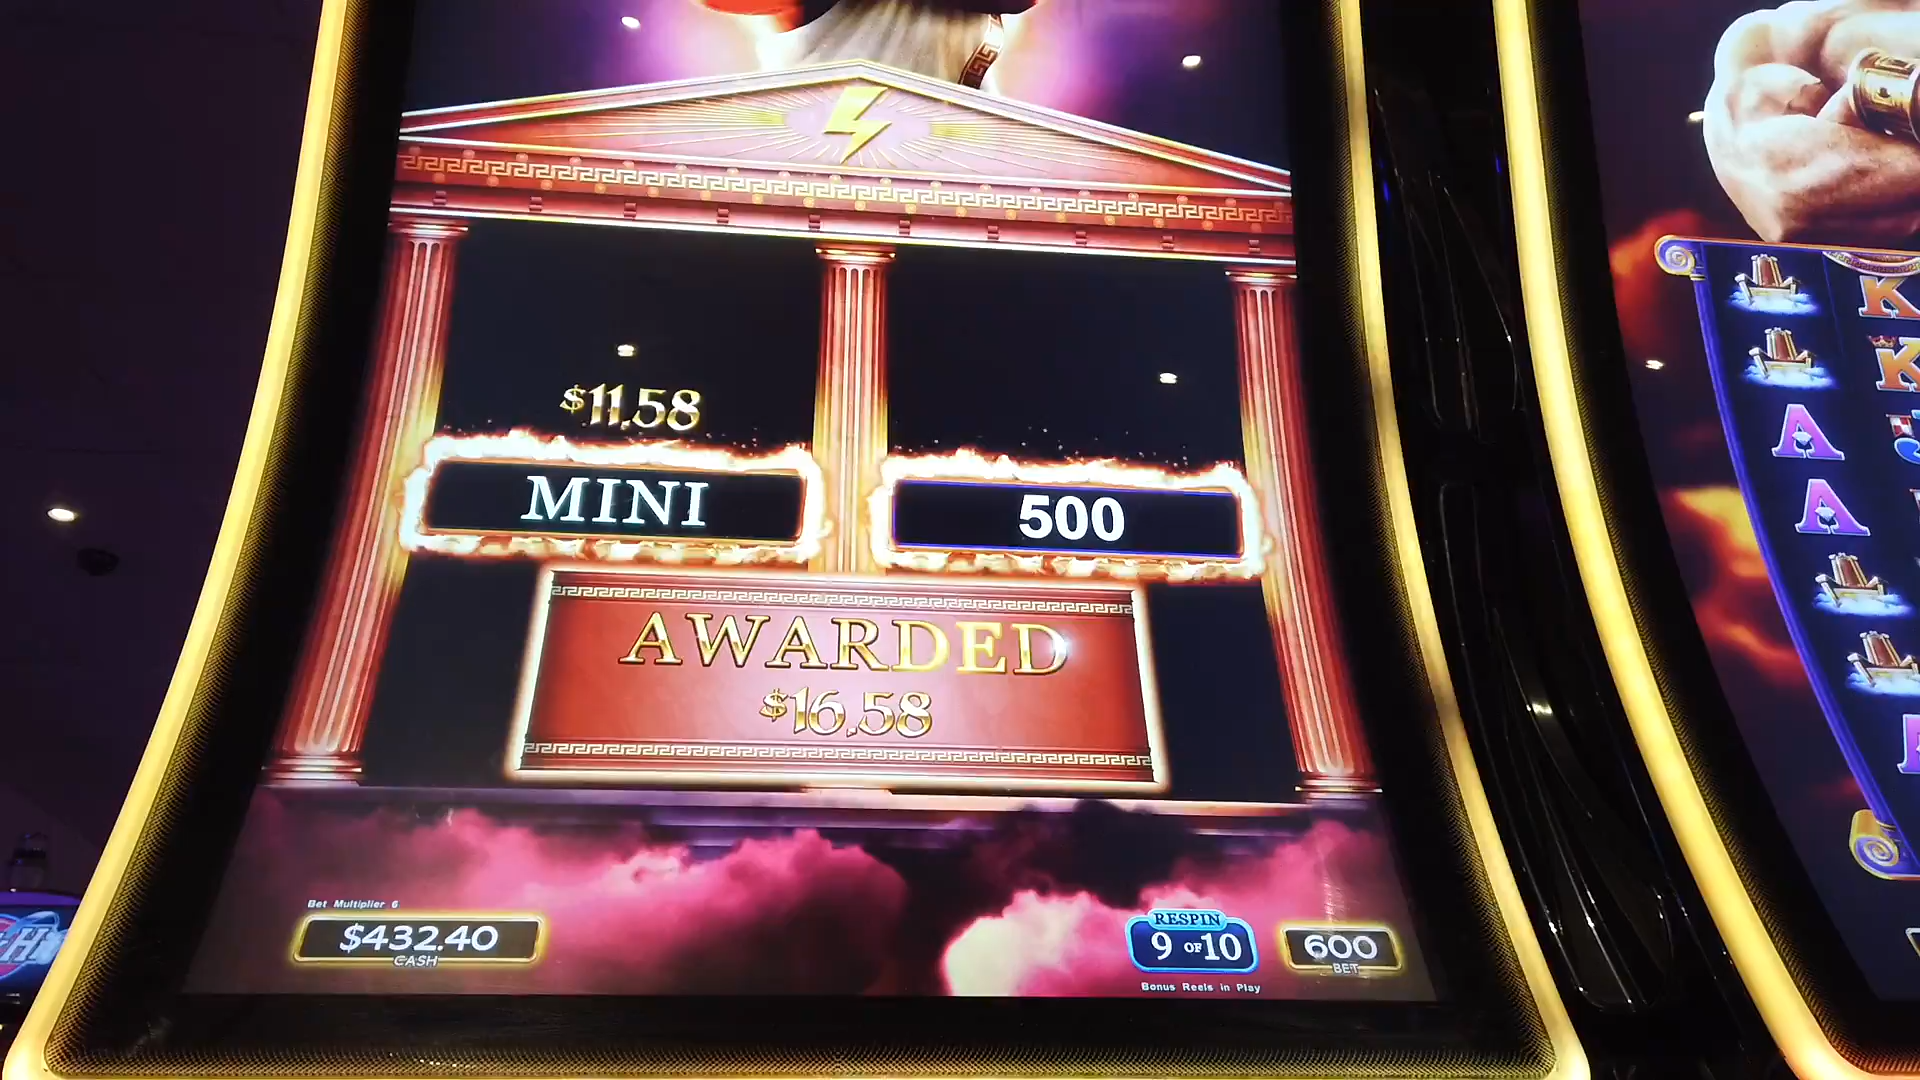 $11.58
MINI
500
AWARDED
$16.58
Bet Multiplier 6
$432.40
CASH
RESPIN
9 OF 10
600
BET
Bonus Reels in Play
K
K
A
A